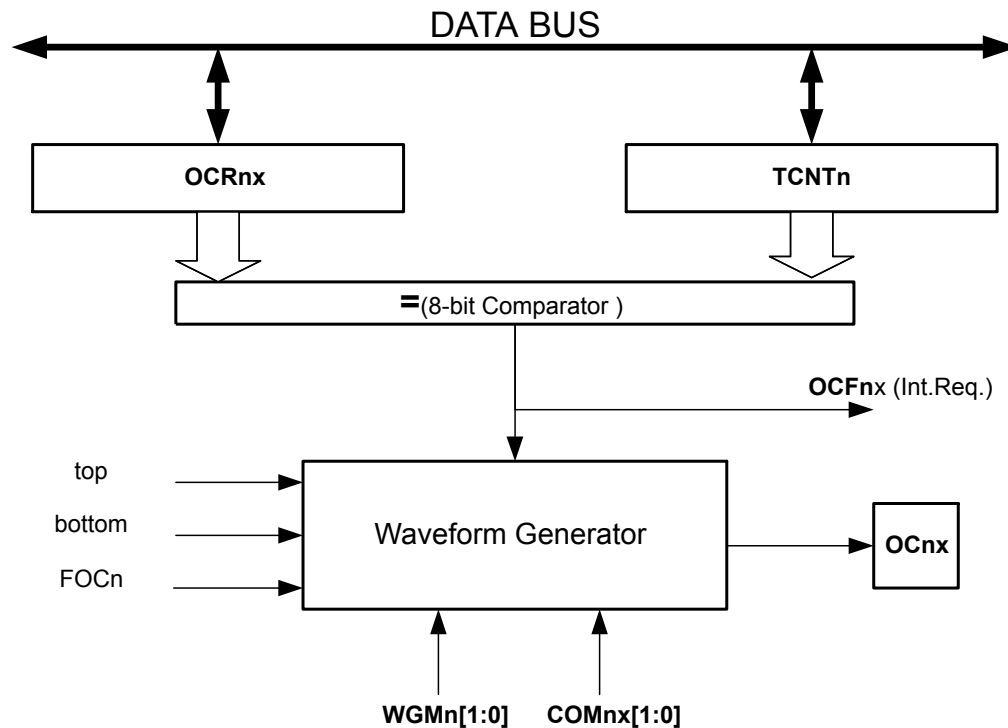 DATA BUS
OCRnx
TCNTn
=(8-bit Comparator )
OCFnx (Int.Req.)
top
bottom
FOCn
Waveform Generator
OCnx
WGMn[1:0]
COMnx[1:0]